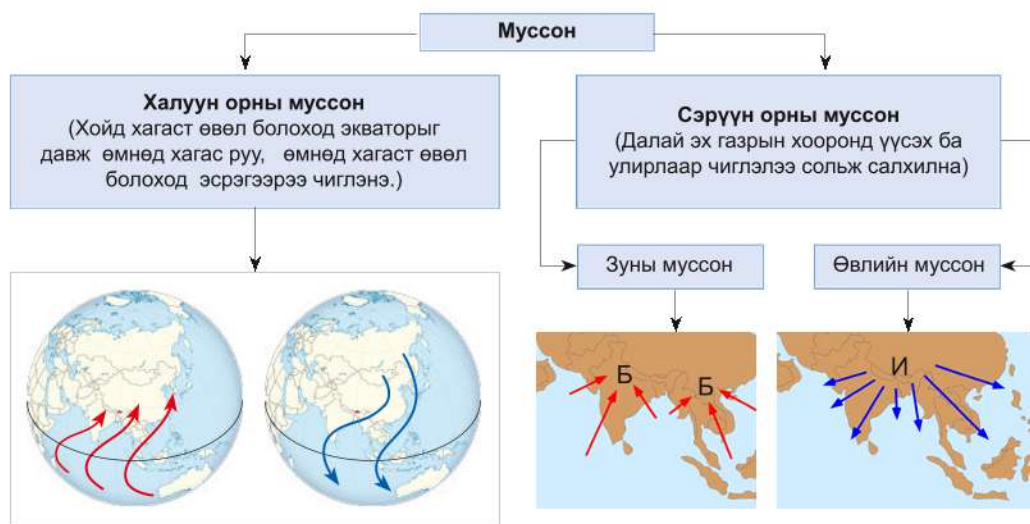 Муссон
Халуун орны муссон
(Хойд хагаст өвөл болоход экваторыг
давж өмнөд хагас руу, өмнөд хагаст өвөл
болоход эсрэгээрээ чиглэнэ.)
Сэрүүн орны муссон
(Далай эх газрын хооронд үүсэх ба
улирлаар чиглэлээ сольж салхилна)
Зуны муссон
Өвлийн муссон
Б
Б
И